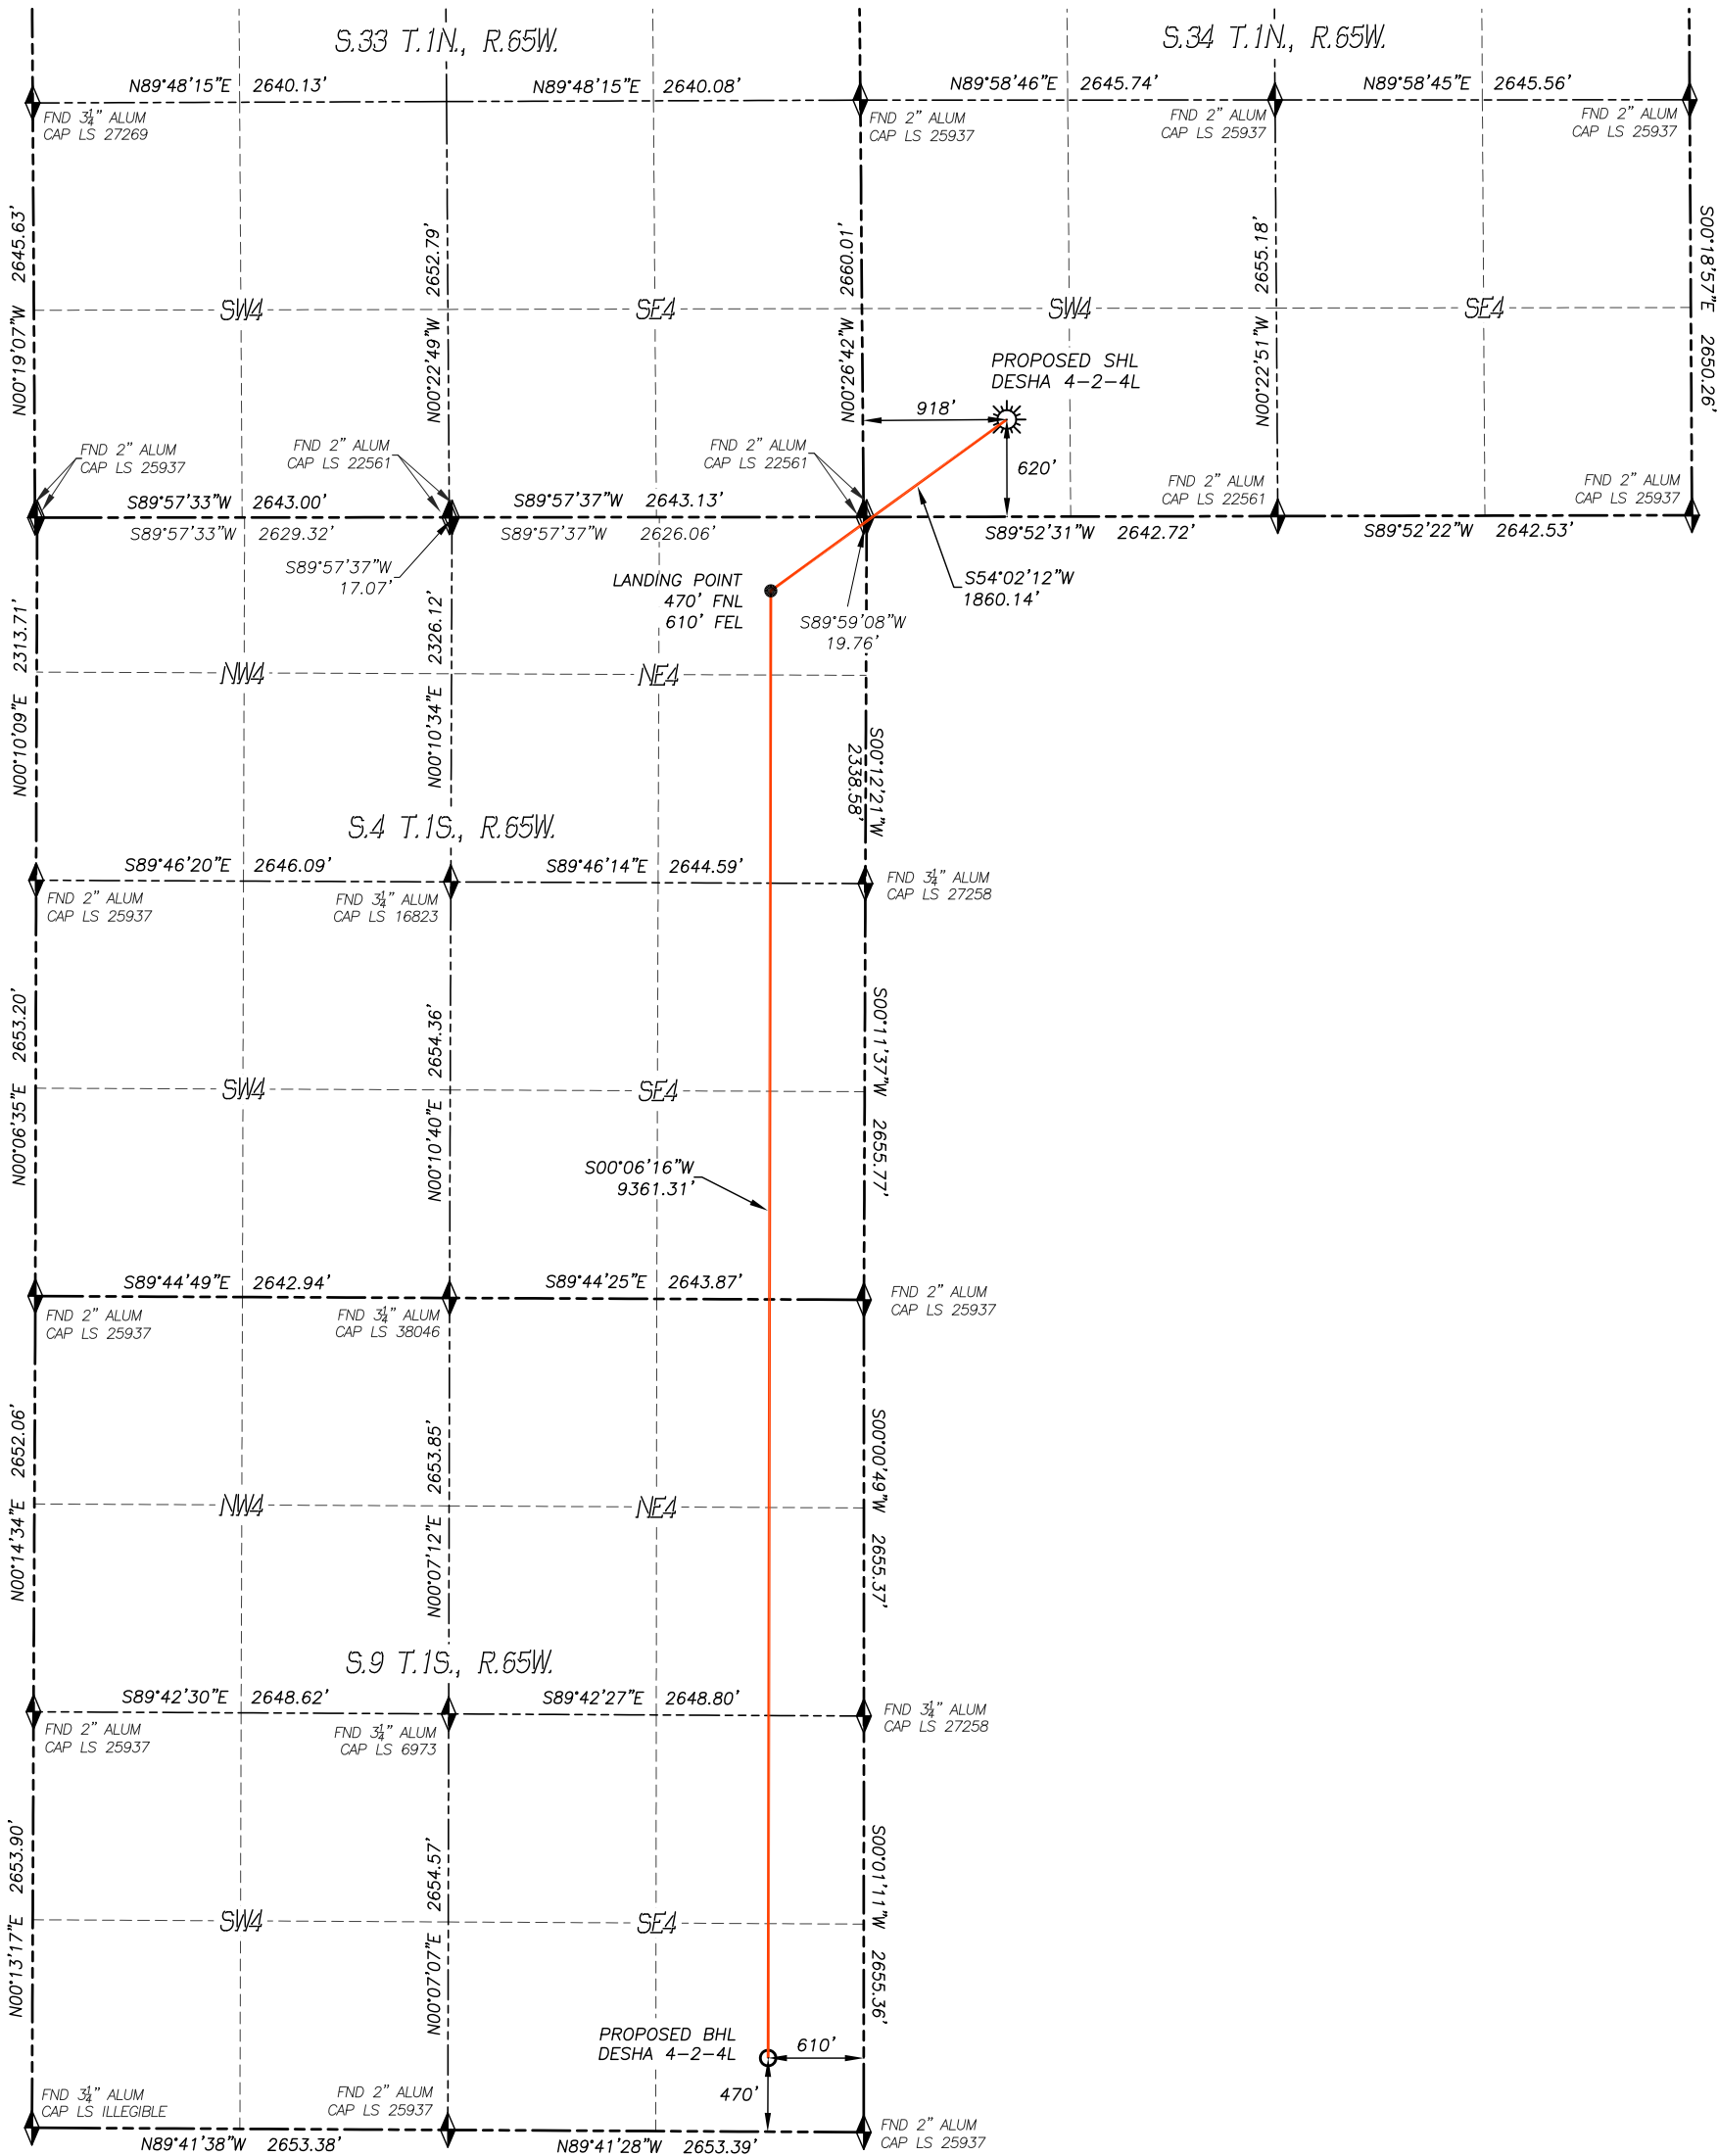 S.33 T.1N., R.65W.
S.34 T.1N., R.65W.
N89°48'15"E 2640.13'
N89°48'15"E 2640.08'
N89°58'46"E 2645.74'
N89°58'45"E 2645.56'
FND 3¼" ALUM
CAP LS 27269
FND 2" ALUM
CAP LS 25937
FND 2" ALUM
CAP LS 25937
FND 2" ALUM
CAP LS 25937
N00°19'07"W 2645.63'
N00°22'49"W 2652.79'
N00°26'42"W 2660.01'
N00°22'51"W 2655.18'
S00°18'57"E 2650.26'
SW4
SE4
SW4
SE4
PROPOSED SHL
DESHA 4-2-4L
918'
620'
FND 2" ALUM
CAP LS 25937
FND 2" ALUM
CAP LS 22561
FND 2" ALUM
CAP LS 22561
FND 2" ALUM
CAP LS 22561
FND 2" ALUM
CAP LS 25937
S89°57'33"W 2643.00'
S89°57'37"W 2643.13'
S89°57'33"W 2629.32'
S89°57'37"W 2626.06'
S89°52'31"W 2642.72'
S89°52'22"W 2642.53'
S89°57'37"W
17.07'
LANDING POINT
470' FNL
610' FEL
S54°02'12"W
1860.14'
S89°59'08"W
19.76'
N00°10'09"E 2313.71'
N00°10'34"E 2326.12'
S00°12'21"W
2338.58'
NW4
NE4
S.4 T.1S., R.65W.
S89°46'20"E 2646.09'
S89°46'14"E 2644.59'
FND 2" ALUM
CAP LS 25937
FND 3¼" ALUM
CAP LS 16823
FND 3¼" ALUM
CAP LS 27258
N00°06'35"E 2653.20'
N00°10'40"E 2654.36'
S00°11'37"W 2655.77'
SW4
SE4
S00°06'16"W
9361.31'
S89°44'49"E 2642.94'
S89°44'25"E 2643.87'
FND 2" ALUM
CAP LS 25937
FND 3¼" ALUM
CAP LS 38046
FND 2" ALUM
CAP LS 25937
N00°14'34"E 2652.06'
N00°07'12"E 2653.85'
S00°00'49"W 2655.37'
NW4
NE4
S.9 T.1S., R.65W.
S89°42'30"E 2648.62'
S89°42'27"E 2648.80'
FND 2" ALUM
CAP LS 25937
FND 3¼" ALUM
CAP LS 6973
FND 3¼" ALUM
CAP LS 27258
N00°13'17"E 2653.90'
N00°07'07"E 2654.57'
S00°01'11"W 2655.36'
SW4
SE4
PROPOSED BHL
DESHA 4-2-4L
610'
470'
FND 3¼" ALUM
CAP LS ILLEGIBLE
FND 2" ALUM
CAP LS 25937
FND 2" ALUM
CAP LS 25937
N89°41'38"W 2653.38'
N89°41'28"W 2653.39'